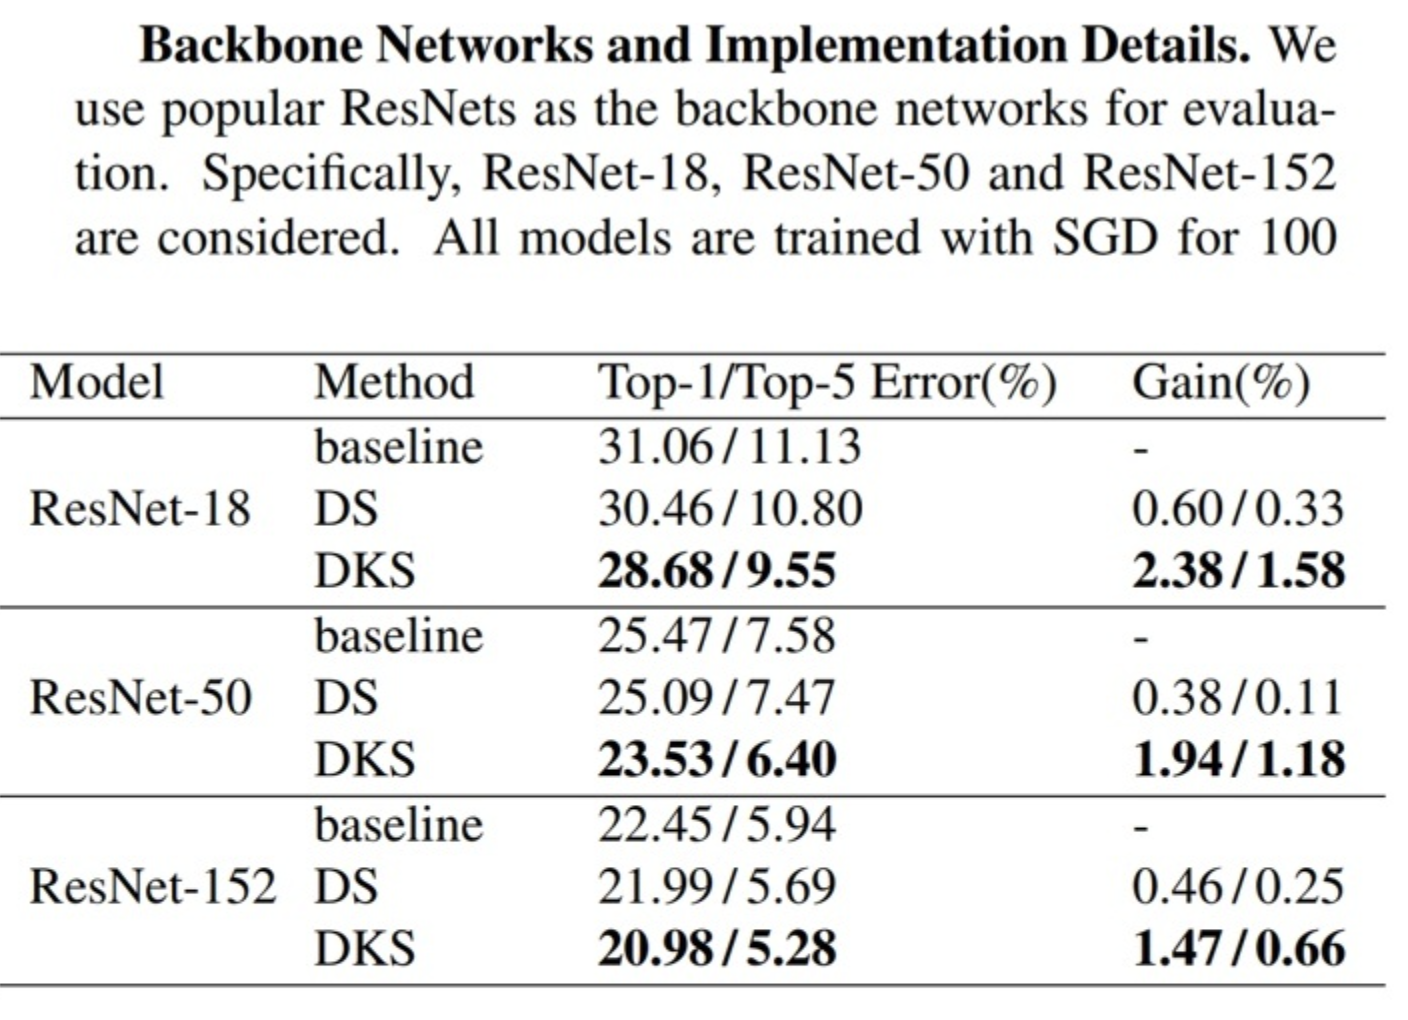 Backbone Networks and Implementation Details. We
use popular ResNets as the backbone networks for evalua-
tion. Specifically, ResNet-18, ResNet-50 and ResNet-152
are considered. All models are trained with SGD for 100
Model Method Top-1/Top-5 Error(%) Gain(%)
baseline 31.06 / 11.13 -
ResNet-18 DS 30.46 / 10.80 0.60 / 0.33
DKS 28.68 / 9.55 2.38 / 1.58
baseline 25.47 / 7.58 -
ResNet-50 DS 25.09 / 7.47 0.38 / 0.11
DKS 23.53 / 6.40 1.94 / 1.18
baseline 22.45 / 5.94 -
ResNet-152 DS 21.99 / 5.69 0.46 / 0.25
DKS 20.98 / 5.28 1.47 / 0.66